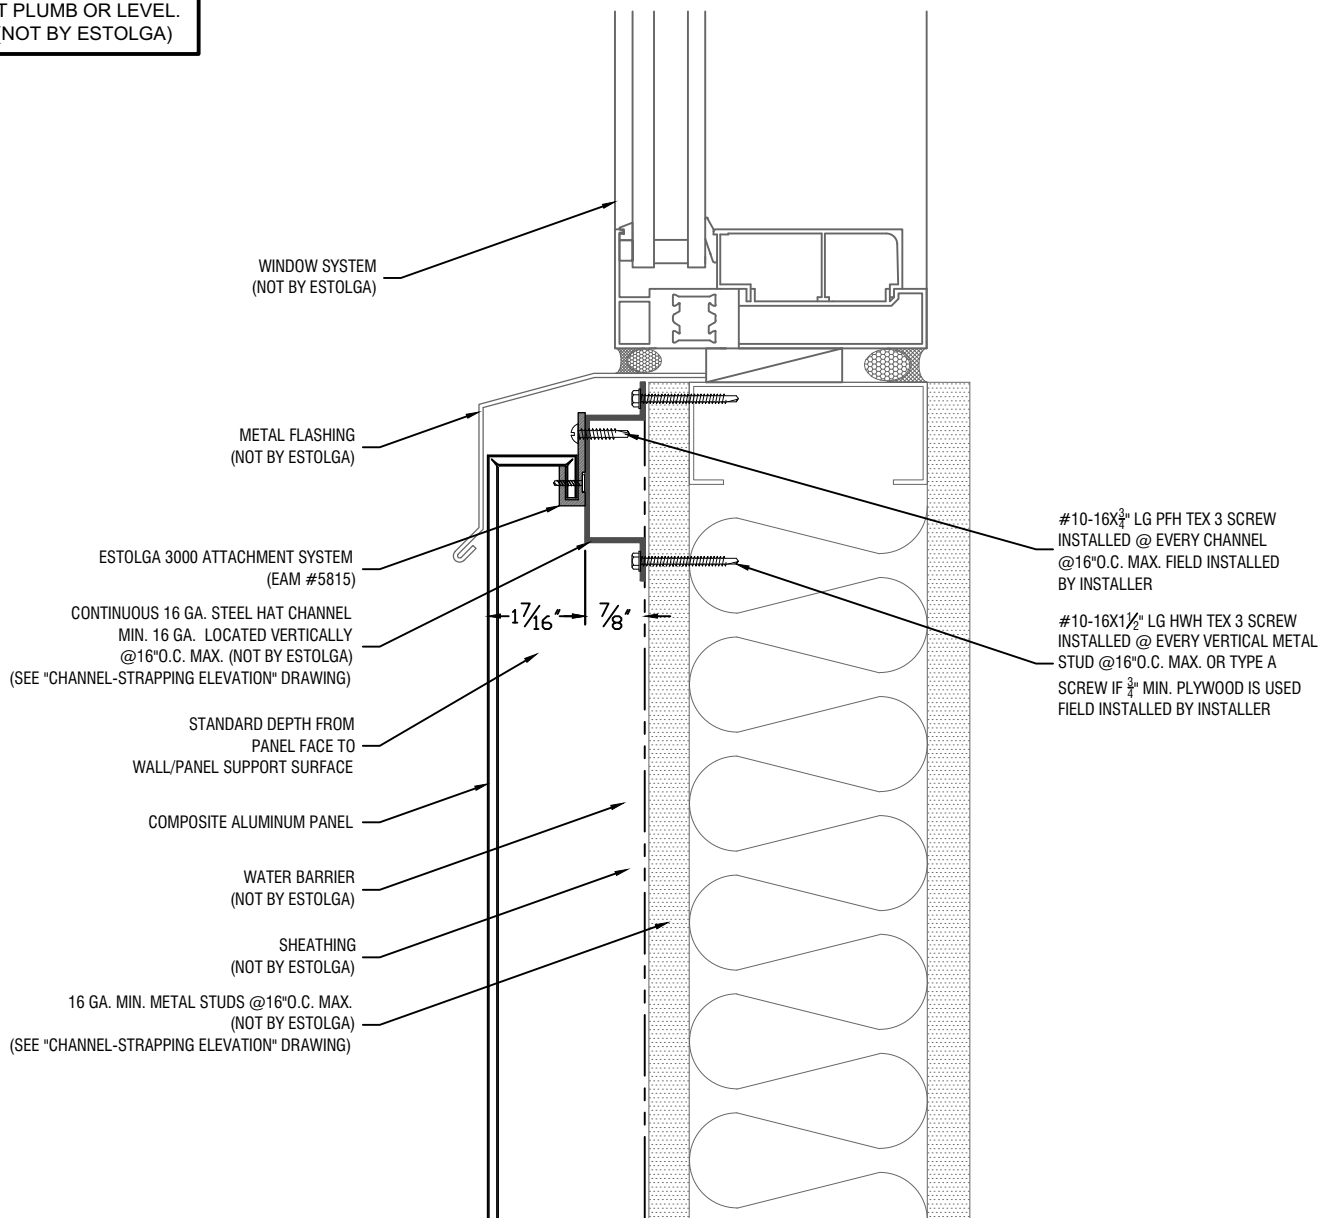 T PLUMB OR LEVEL.
(NOT BY ESTOLGA)
WINDOW SYSTEM
(NOT BY ESTOLGA)
METAL FLASHING
(NOT BY ESTOLGA)
ESTOLGA 3000 ATTACHMENT SYSTEM
(EAM #5815)
CONTINUOUS 16 GA. STEEL HAT CHANNEL
MIN. 16 GA. LOCATED VERTICALLY
@16"O.C. MAX. (NOT BY ESTOLGA)
(SEE "CHANNEL-STRAPPING ELEVATION" DRAWING)
STANDARD DEPTH FROM
PANEL FACE TO
WALL/PANEL SUPPORT SURFACE
COMPOSITE ALUMINUM PANEL
WATER BARRIER
(NOT BY ESTOLGA)
SHEATHING
(NOT BY ESTOLGA)
16 GA. MIN. METAL STUDS @16"O.C. MAX.
(NOT BY ESTOLGA)
(SEE "CHANNEL-STRAPPING ELEVATION" DRAWING)
1 7/16" 7/8"
#10-16X3/4" LG PFH TEX 3 SCREW
INSTALLED @ EVERY CHANNEL
@16"O.C. MAX. FIELD INSTALLED
BY INSTALLER
#10-16X1 1/2" LG HWH TEX 3 SCREW
INSTALLED @ EVERY VERTICAL METAL
STUD @16"O.C. MAX. OR TYPE A
SCREW IF 3/4" MIN. PLYWOOD IS USED
FIELD INSTALLED BY INSTALLER